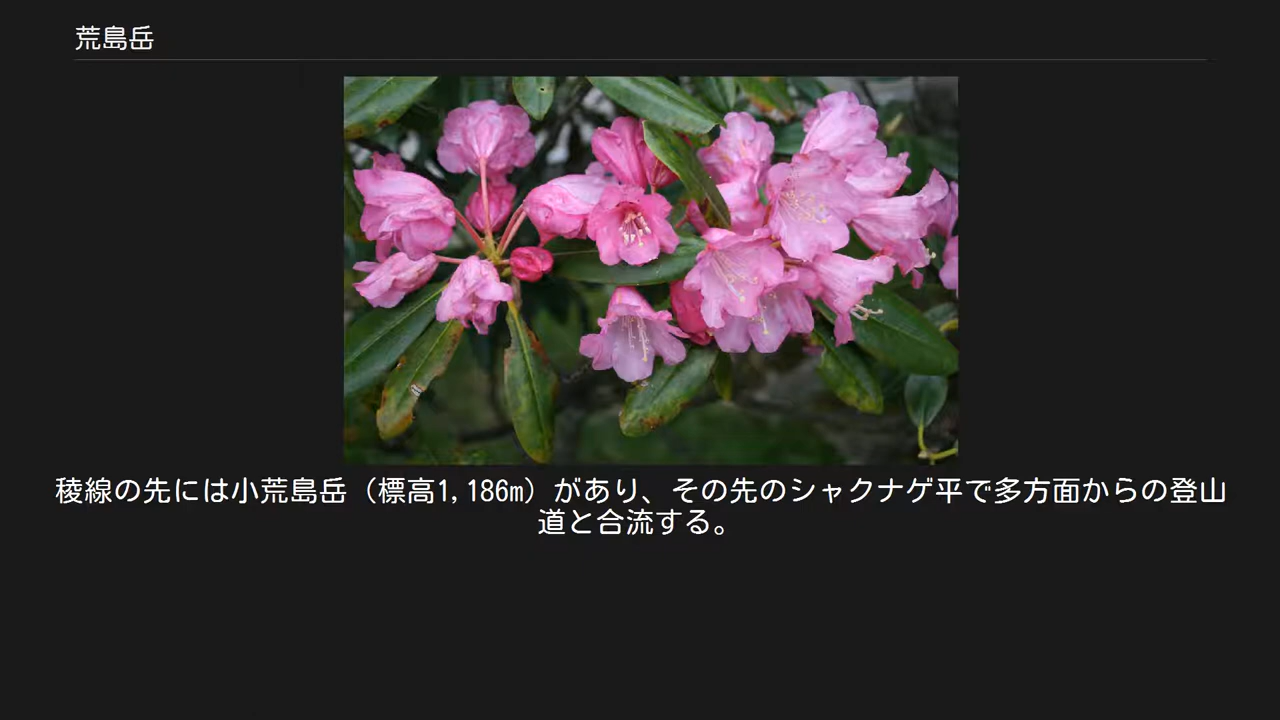 荒島岳
稜線の先には小荒島岳（標高1,186m）があり、その先のシャクナゲ平で多方面からの登山
道と合流する。